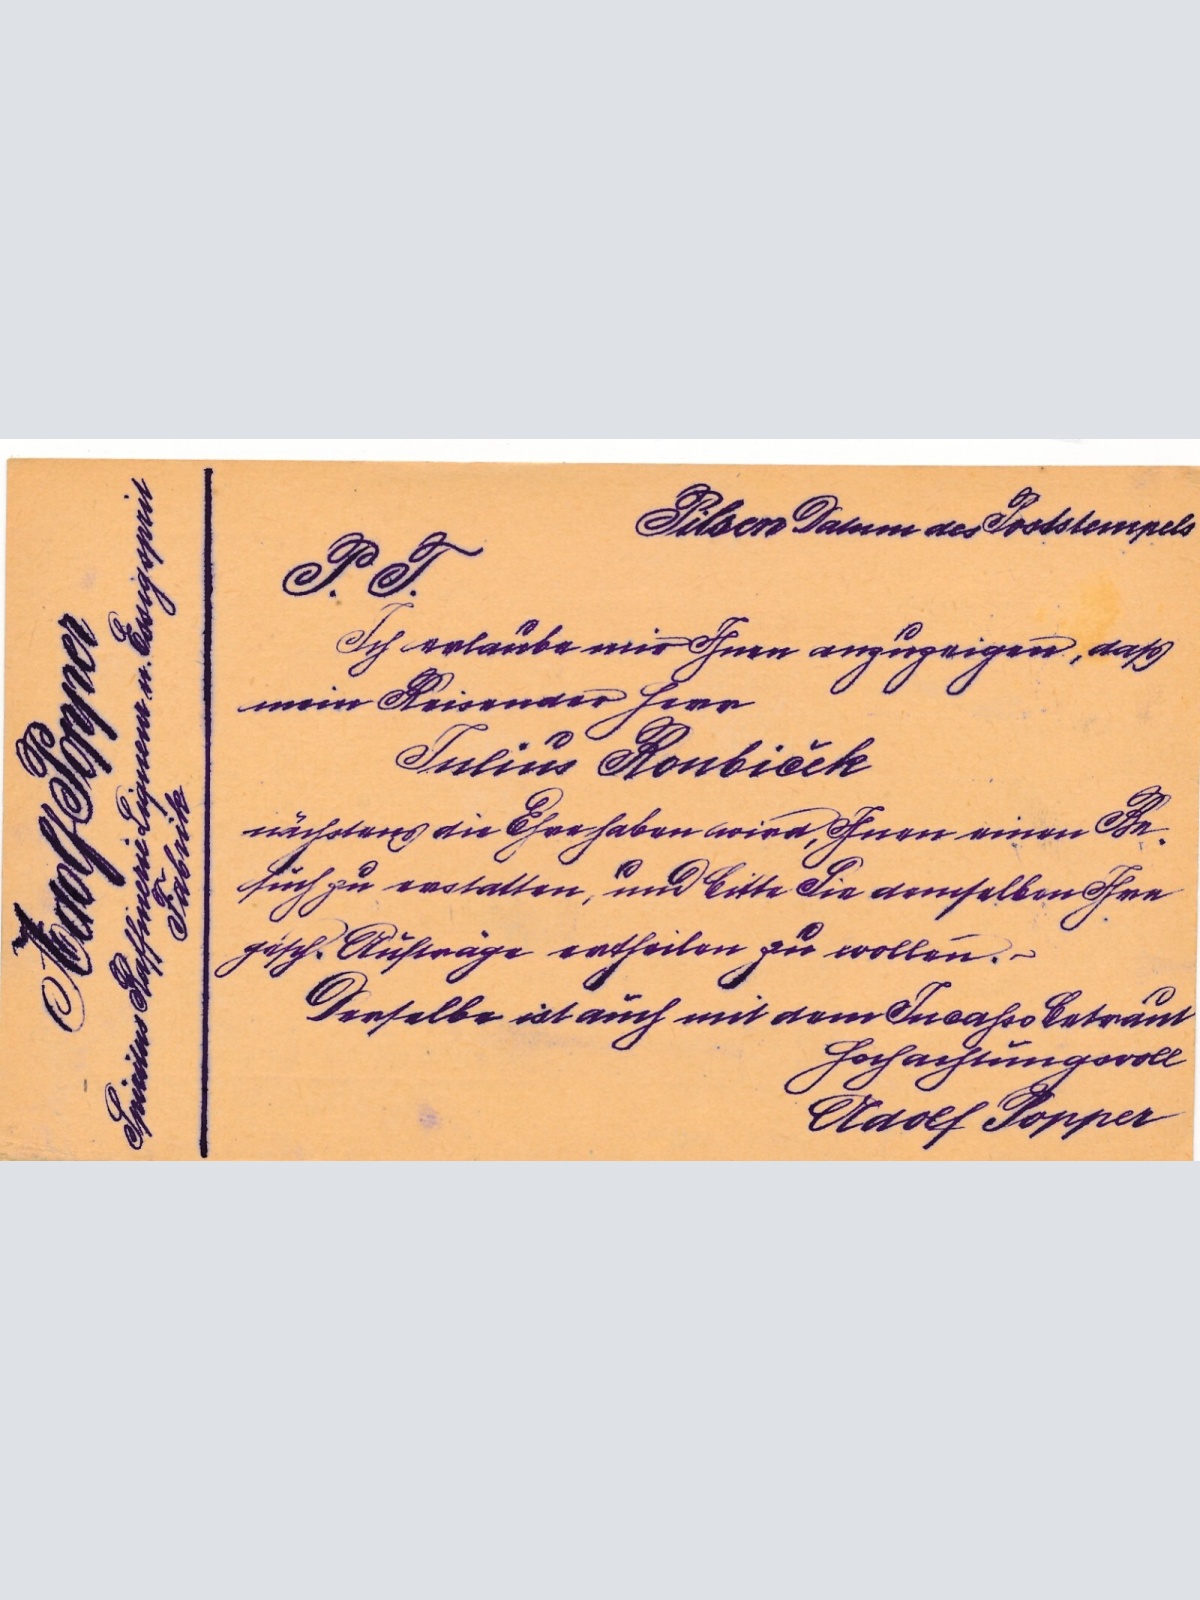 Adolf Popper
Spiritus Raffinerie Liqueur u. Essigsprit
Fabrik
Pilsen Datum des Poststempels
P. T.
Ich erlaube mir Ihnen anzuzeigen, daß
mein Reisender Herr
Julius Roubiček
nächstens die Ehre haben wird, Ihnen einen Be-
such zu erstatten, und bitte Sie demselben Ihre
gesch. Aufträge ertheilen zu wollen.-
Derselbe ist auch mit dem Incasso betraut
Hochachtungsvoll
Adolf Popper